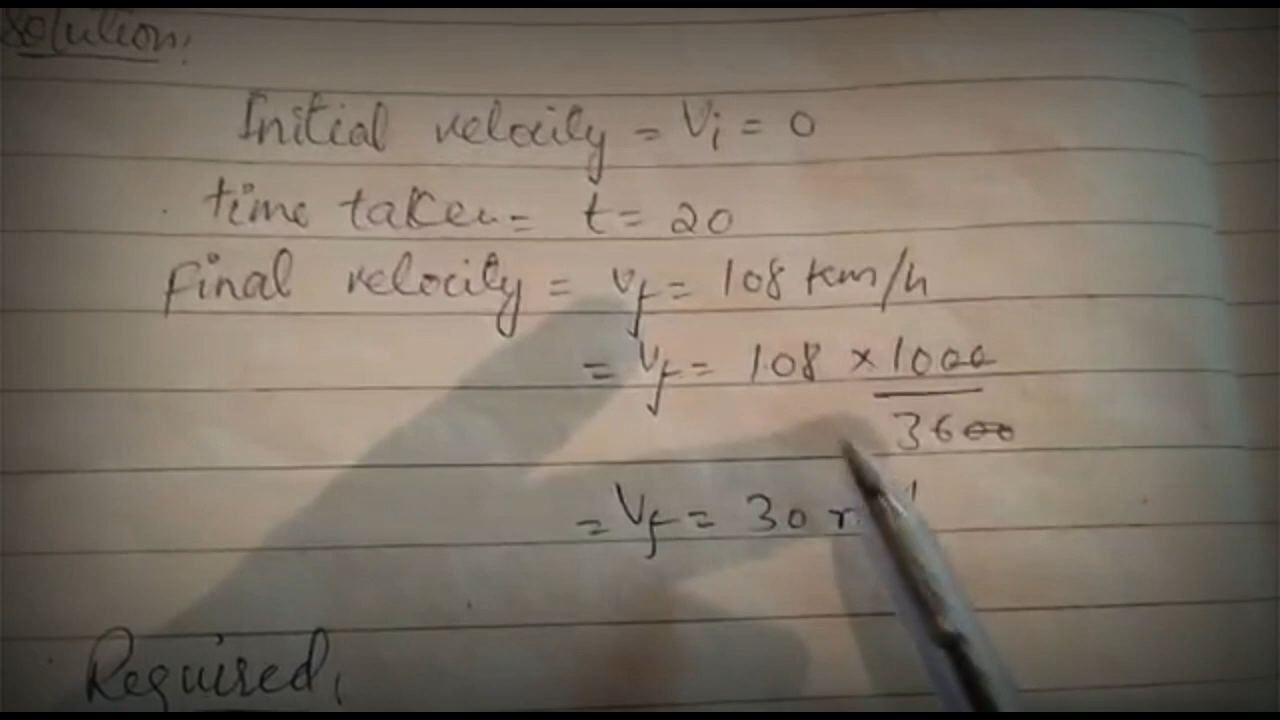 Solution:
Initial velocity = Vi = 0
time taken = t = 20
Final velocity = vf = 108 km/h
= vf = 108 × 1000
3600
= Vf = 30
Required,